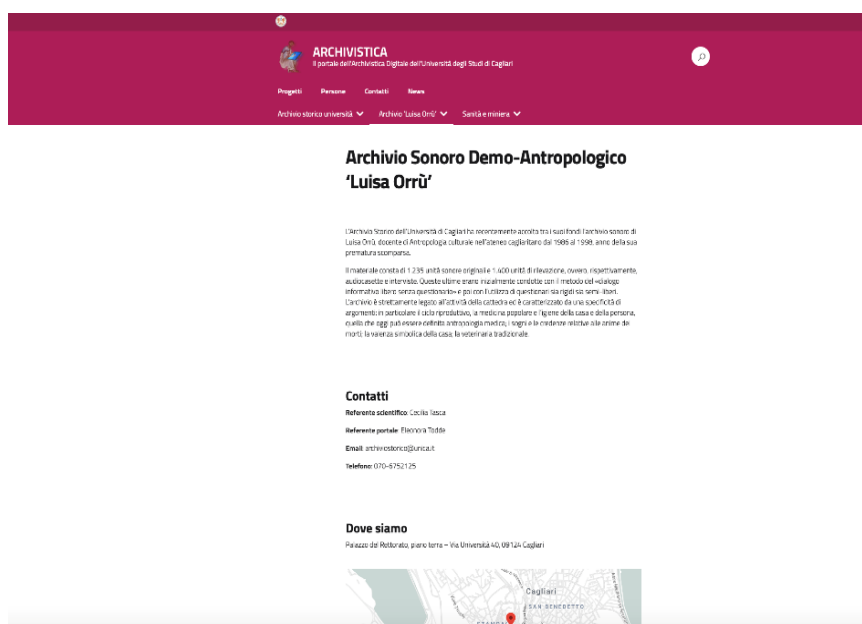 ARCHIVISTICA
Il portale dell'Archivistica Digitale dell'Università degli Studi di Cagliari
Progetti Persone Contatti News
Archivio storico università Archivio 'Luisa Orrù' Sanità e miniera
Archivio Sonoro Demo-Antropologico
'Luisa Orrù'
L'Archivio Storico dell'Università di Cagliari ha recentemente accolto tra i suoi fondi l'archivio sonoro di
Luisa Orrù, docente di Antropologia culturale nell'ateneo cagliaritano dal 1986 al 1998, anno della sua
prematura scomparsa.
Il materiale consta di 1.235 unità sonore originali e 1.400 unità di rilevazione, ovvero, rispettivamente,
audiocassette e interviste. Queste ultime erano inizialmente condotte con il metodo del «dialogo
informativo libero senza questionario» e poi con l'utilizzo di questionari sia rigidi sia semi-liberi.
L'archivio è strettamente legato all'attività della cattedra ed è caratterizzato da una specificità di
argomenti: in particolare il ciclo riproduttivo, la medicina popolare e l'igiene della casa e della persona,
quella che oggi può essere definita antropologia medica; i sogni e le credenze relative alle anime dei
morti; la valenza simbolica della casa; la veterinaria tradizionale.
Contatti
Referente scientifico: Cecilia Tasca
Referente portale: Eleonora Todde
Email: archiviostorico@unica.it
Telefono: 070-6752125
Dove siamo
Palazzo del Rettorato, piano terra – Via Università 40, 09124 Cagliari
Cagliari
SAN BENEDETTO